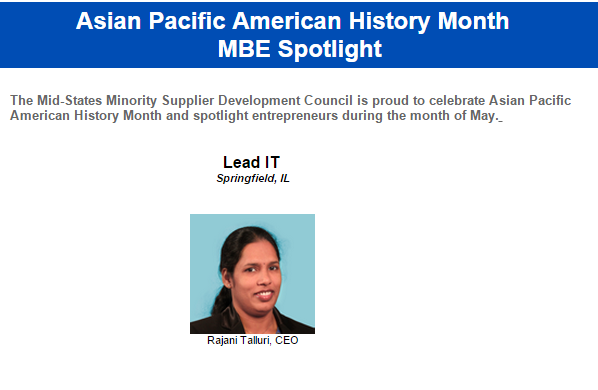 Asian Pacific American History Month
MBE Spotlight
The Mid-States Minority Supplier Development Council is proud to celebrate Asian Pacific
American History Month and spotlight entrepreneurs during the month of May.
Lead IT
Springfield, IL
Rajani Talluri, CEO